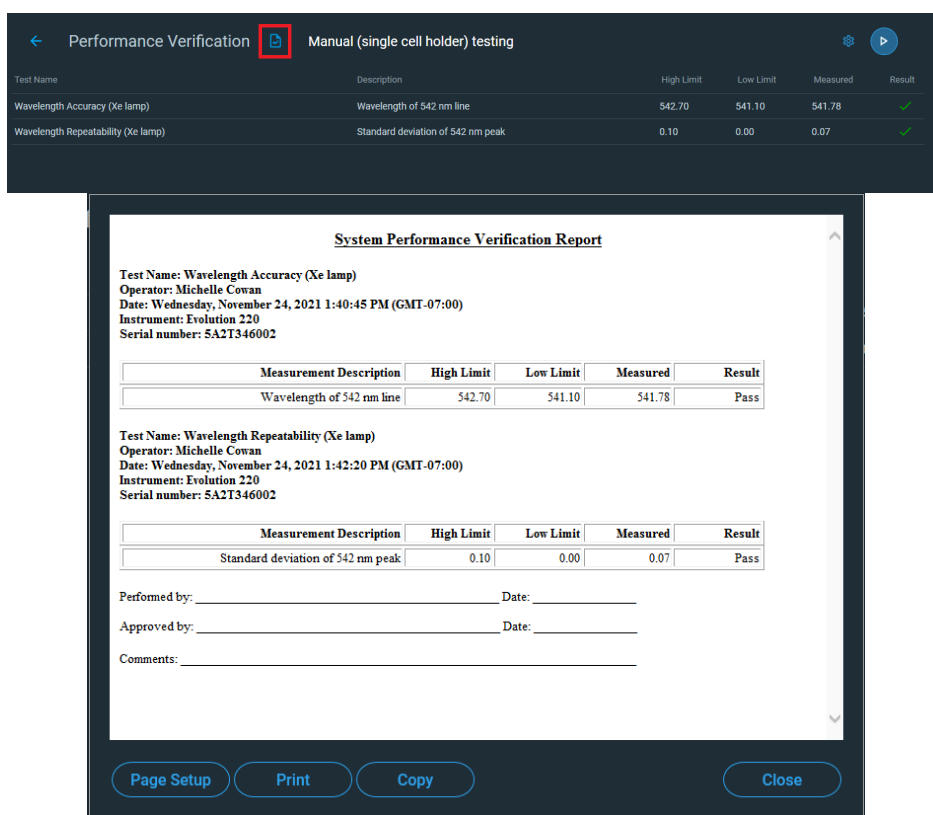 Performance Verification Manual (single cell holder) testing
Test Name Description High Limit Low Limit Measured Result
Wavelength Accuracy (Xe lamp) Wavelength of 542 nm line 542.70 541.10 541.78
Wavelength Repeatability (Xe lamp) Standard deviation of 542 nm peak 0.10 0.00 0.07
System Performance Verification Report
Test Name: Wavelength Accuracy (Xe lamp)
Operator: Michelle Cowan
Date: Wednesday, November 24, 2021 1:40:45 PM (GMT-07:00)
Instrument: Evolution 220
Serial number: 5A2T346002
Measurement Description High Limit Low Limit Measured Result
Wavelength of 542 nm line 542.70 541.10 541.78 Pass
Test Name: Wavelength Repeatability (Xe lamp)
Operator: Michelle Cowan
Date: Wednesday, November 24, 2021 1:42:20 PM (GMT-07:00)
Instrument: Evolution 220
Serial number: 5A2T346002
Measurement Description High Limit Low Limit Measured Result
Standard deviation of 542 nm peak 0.10 0.00 0.07 Pass
Performed by: Date:
Approved by: Date:
Comments:
Page Setup Print Copy Close